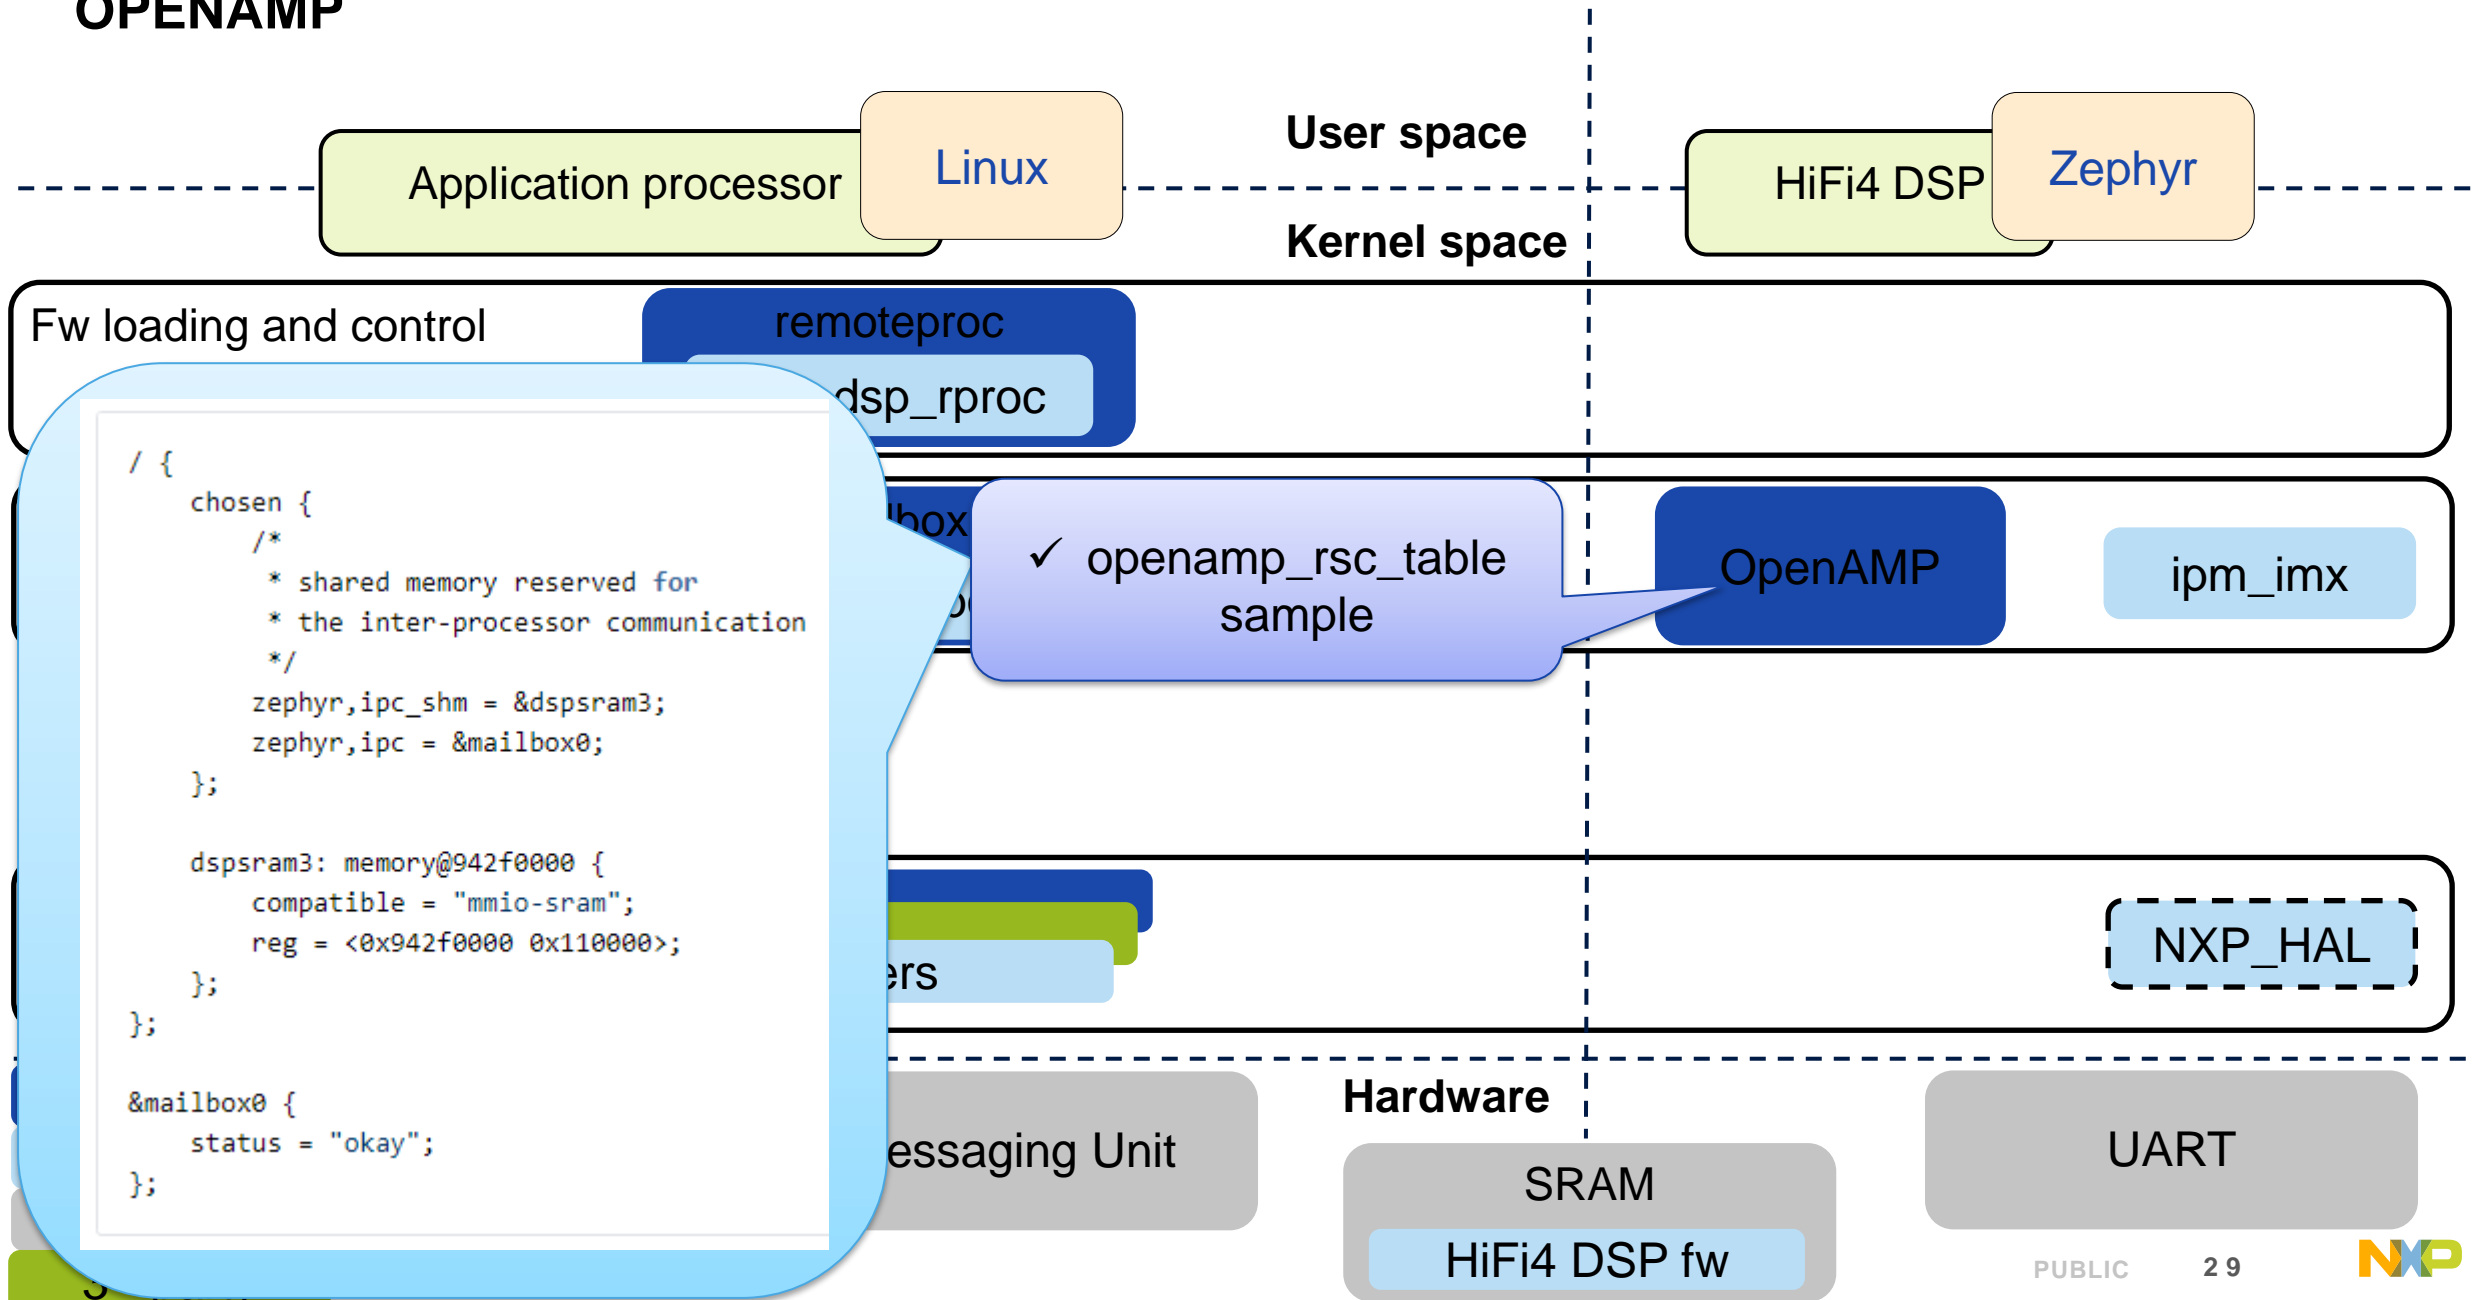 OPENAMP
User space
Application processor
Linux
HiFi4 DSP
Zephyr
Kernel space
Fw loading and control
remoteproc
dsp_rproc
/ {
chosen {
/*
* shared memory reserved for
* the inter-processor communication
*/
zephyr,ipc_shm = &dspsram3;
zephyr,ipc = &mailbox0;
};
dspsram3: memory@942f0000 {
compatible = "mmio-sram";
reg = <0x942f0000 0x110000>;
};
};
&mailbox0 {
status = "okay";
};
✓ openamp_rsc_table
sample
OpenAMP
ipm_imx
NXP_HAL
Hardware
essaging Unit
SRAM
HiFi4 DSP fw
UART
PUBLIC
29
NXP